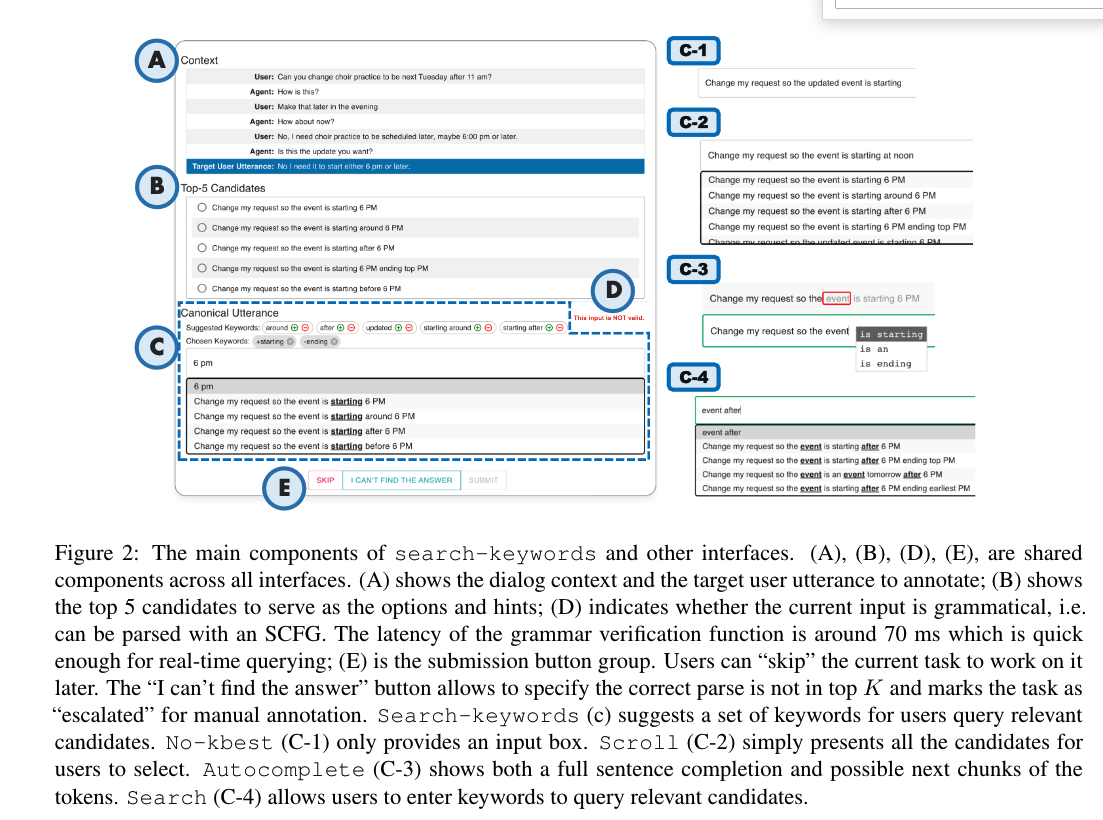 A
Context
User: Can you change choir practice to be next Tuesday after 11 am?
Agent: How is this?
User: Make that later in the evening
Agent: How about now?
User: No, I need choir practice to be scheduled later, maybe 6:00 pm or later.
Agent: Is this the update you want?
Target User Utterance: No I need it to start either 6 pm or later.
B
Top-5 Candidates
Change my request so the event is starting 6 PM
Change my request so the event is starting around 6 PM
Change my request so the event is starting after 6 PM
Change my request so the event is starting 6 PM ending top PM
Change my request so the event is starting before 6 PM
D
This input is NOT valid.
C
Canonical Utterance
Suggested Keywords: around after updated starting around starting after
Chosen Keywords: +starting -ending
6 pm
6 pm
Change my request so the event is starting 6 PM
Change my request so the event is starting around 6 PM
Change my request so the event is starting after 6 PM
Change my request so the event is starting before 6 PM
E
SKIP I CAN'T FIND THE ANSWER SUBMIT
C-1
Change my request so the updated event is starting
C-2
Change my request so the event is starting at noon
Change my request so the event is starting 6 PM
Change my request so the event is starting around 6 PM
Change my request so the event is starting after 6 PM
Change my request so the event is starting 6 PM ending top PM
Change my request so the updated event is starting 6 PM
C-3
Change my request so the event is starting 6 PM
Change my request so the event
is starting
is an
is ending
C-4
event after
event after
Change my request so the event is starting after 6 PM
Change my request so the event is starting after 6 PM ending top PM
Change my request so the event is an event tomorrow after 6 PM
Change my request so the event is starting after 6 PM ending earliest PM
Figure 2: The main components of search-keywords and other interfaces. (A), (B), (D), (E), are shared
components across all interfaces. (A) shows the dialog context and the target user utterance to annotate; (B) shows
the top 5 candidates to serve as the options and hints; (D) indicates whether the current input is grammatical, i.e.
can be parsed with an SCFG. The latency of the grammar verification function is around 70 ms which is quick
enough for real-time querying; (E) is the submission button group. Users can “skip” the current task to work on it
later. The “I can’t find the answer” button allows to specify the correct parse is not in top K and marks the task as
“escalated” for manual annotation. Search-keywords (c) suggests a set of keywords for users query relevant
candidates. No-kbest (C-1) only provides an input box. Scroll (C-2) simply presents all the candidates for
users to select. Autocomplete (C-3) shows both a full sentence completion and possible next chunks of the
tokens. Search (C-4) allows users to enter keywords to query relevant candidates.